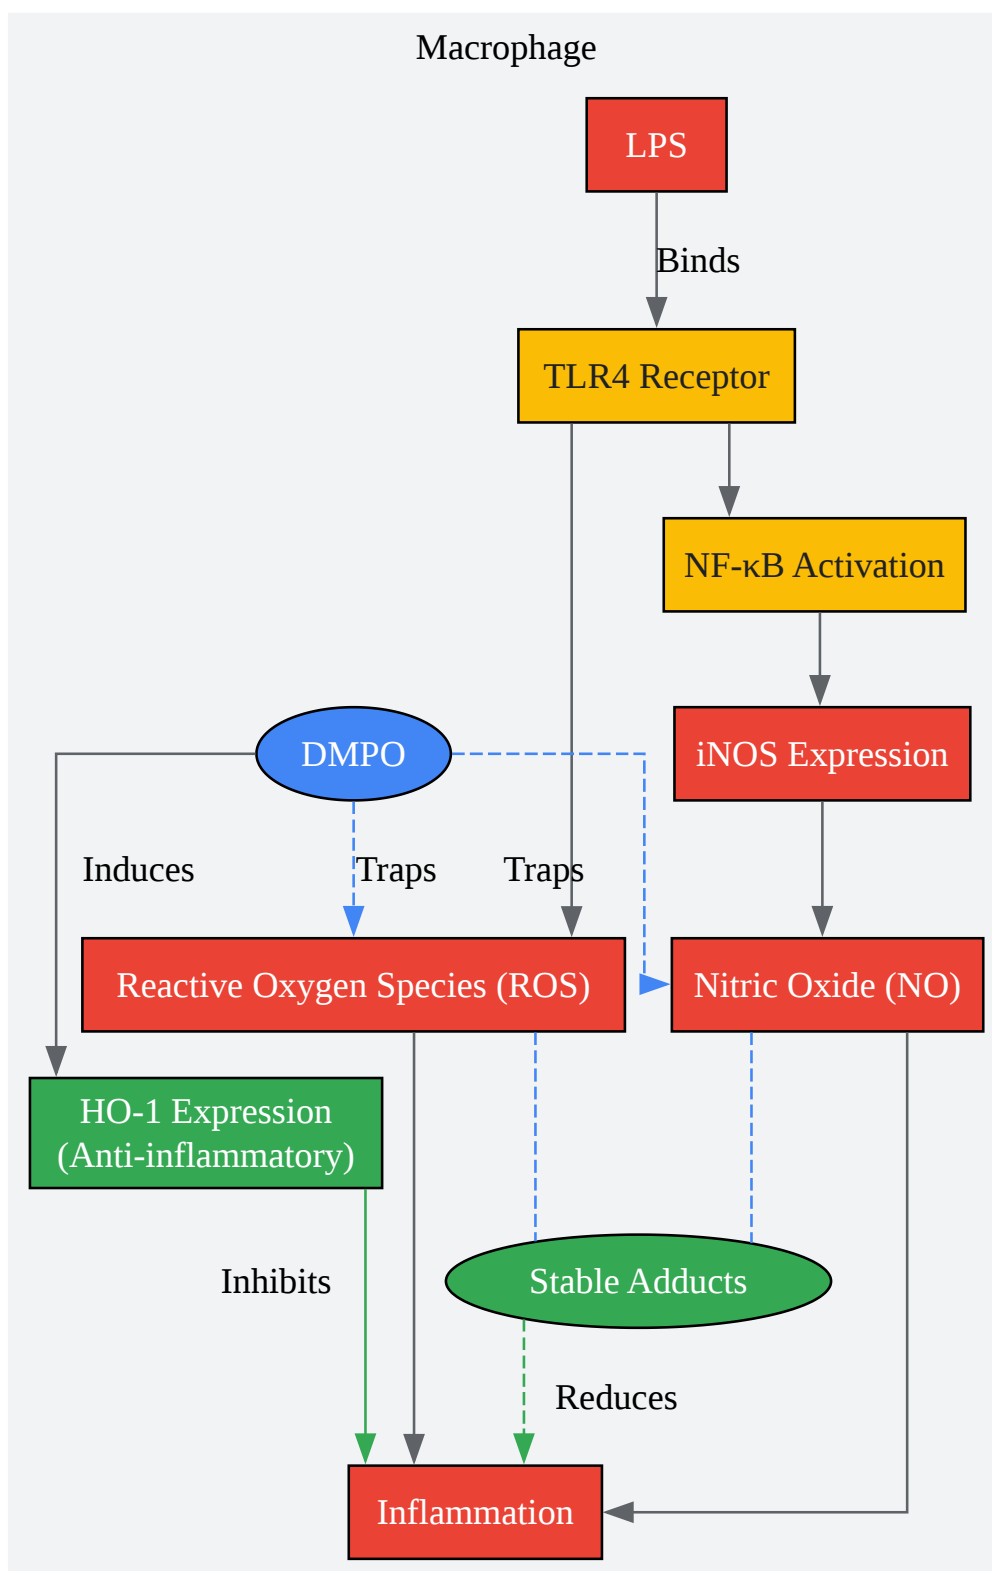 Macrophage
LPS
Binds
TLR4 Receptor
NF-κB Activation
DMPO
iNOS Expression
Induces
Traps
Traps
Reactive Oxygen Species (ROS)
Nitric Oxide (NO)
HO-1 Expression
(Anti-inflammatory)
Inhibits
Stable Adducts
Reduces
Inflammation